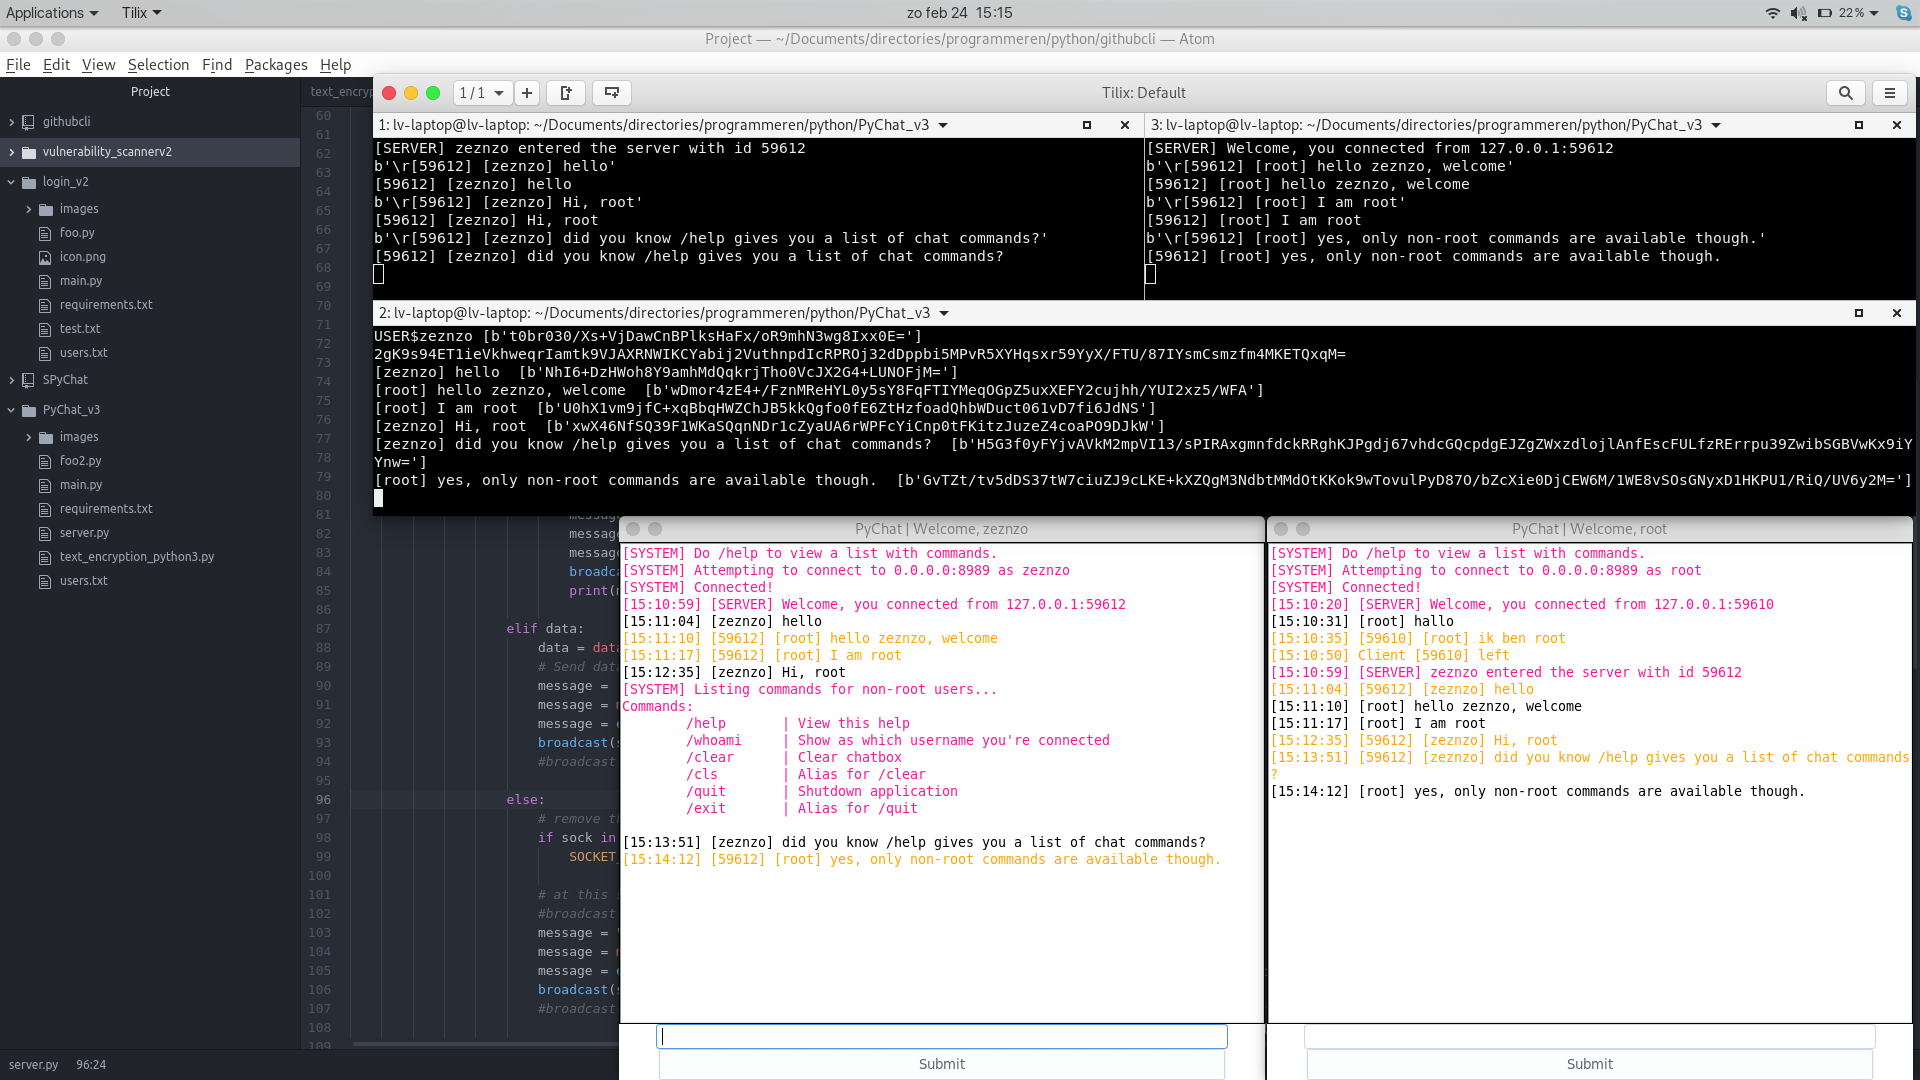 Applications
Tilix
zo feb 24 15:15
22%
Project — ~/Documents/directories/programmeren/python/githubcli — Atom
File Edit View Selection Find Packages Help
Project
githubcli
vulnerability_scannerv2
login_v2
images
foo.py
icon.png
main.py
requirements.txt
test.txt
users.txt
SPyChat
PyChat_v3
images
foo2.py
main.py
requirements.txt
server.py
text_encryption_python3.py
users.txt
server.py 96:24
60
61
62
63
64
65
66
67
68
69
70
71
72
73
74
75
76
77
78
79
80
81
82
83
84
85 print(
86
87 elif data:
88 data =
89
90 message =
91 message =
92 message =
93 broadcast(
94 #broadcast
95
96 else:
97 # remove
98 if sock in
99
100
101 # at this
102 #broadcast
103 message =
104 message =
105 message =
106 broadcast(
107 #broadcast
108
109
1 / 1
Tilix: Default
1: lv-laptop@lv-laptop: ~/Documents/directories/programmeren/python/PyChat_v3
[SERVER] zeznzo entered the server with id 59612
b'\r[59612] [zeznzo] hello'
[59612] [zeznzo] hello
b'\r[59612] [zeznzo] Hi, root'
[59612] [zeznzo] Hi, root
b'\r[59612] [zeznzo] did you know /help gives you a list of chat commands?'
[59612] [zeznzo] did you know /help gives you a list of chat commands?
3: lv-laptop@lv-laptop: ~/Documents/directories/programmeren/python/PyChat_v3
[SERVER] Welcome, you connected from 127.0.0.1:59612
b'\r[59612] [root] hello zeznzo, welcome'
[59612] [root] hello zeznzo, welcome
b'\r[59612] [root] I am root'
[59612] [root] I am root
b'\r[59612] [root] yes, only non-root commands are available though.'
[59612] [root] yes, only non-root commands are available though.
2: lv-laptop@lv-laptop: ~/Documents/directories/programmeren/python/PyChat_v3
USER$zeznzo [b't0br030/Xs+VjDawCnBPlksHaFx/oR9mhN3wg8Ixx0E=']
2gK9s94ET1ieVkhweqrIamtk9VJAXRNWIKCYabij2VuthnpdIcRPROj32dDppbi5MPvR5XYHqsxr59YyX/FTU/87IYsmCsmzfm4MKETQxqM=
[zeznzo] hello [b'NhI6+DzHWoh8Y9amhMdQqkrjTho0VcJX2G4+LUNOFjM=']
[root] hello zeznzo, welcome [b'wDmor4zE4+/FznMReHYL0y5sY8FqFTIYMeqOGpZ5uxXEFY2cujhh/YUI2xz5/WFA']
[root] I am root [b'U0hX1vm9jfC+xqBbqHWZChJB5kkQgfo0fE6ZtHzfoadQhbWDuct061vD7fi6JdNS']
[zeznzo] Hi, root [b'xwX46NfSQ39F1WKaSQqnNDr1cZyaUA6rWPFcYiCnp0tFKitzJuzeZ4coaPO9DJkW']
[zeznzo] did you know /help gives you a list of chat commands? [b'H5G3f0yFYjvAVkM2mpVI13/sPIRAxgmnfdckRRghKJPgdj67vhdcGQcpdgEJZgZWxzdlojlAnfEscFULfzRErrpu39ZwibSGBVwKx9iY
Ynw=']
[root] yes, only non-root commands are available though. [b'GvTZt/tv5dDS37tW7ciuZJ9cLKE+kXZQgM3NdbtMMdOtKKok9wTovulPyD87O/bZcXie0DjCEW6M/1WE8vSOsGNyxD1HKPU1/RiQ/UV6y2M=']
PyChat | Welcome, zeznzo
[SYSTEM] Do /help to view a list with commands.
[SYSTEM] Attempting to connect to 0.0.0.0:8989 as zeznzo
[SYSTEM] Connected!
[15:10:59] [SERVER] Welcome, you connected from 127.0.0.1:59612
[15:11:04] [zeznzo] hello
[15:11:10] [59612] [root] hello zeznzo, welcome
[15:11:17] [59612] [root] I am root
[15:12:35] [zeznzo] Hi, root
[SYSTEM] Listing commands for non-root users...
Commands:
/help | View this help
/whoami | Show as which username you're connected
/clear | Clear chatbox
/cls | Alias for /clear
/quit | Shutdown application
/exit | Alias for /quit
[15:13:51] [zeznzo] did you know /help gives you a list of chat commands?
[15:14:12] [59612] [root] yes, only non-root commands are available though.
Submit
PyChat | Welcome, root
[SYSTEM] Do /help to view a list with commands.
[SYSTEM] Attempting to connect to 0.0.0.0:8989 as root
[SYSTEM] Connected!
[15:10:20] [SERVER] Welcome, you connected from 127.0.0.1:59610
[15:10:31] [root] hallo
[15:10:35] [59610] [root] ik ben root
[15:10:50] Client [59610] left
[15:10:59] [SERVER] zeznzo entered the server with id 59612
[15:11:04] [59612] [zeznzo] hello
[15:11:10] [root] hello zeznzo, welcome
[15:11:17] [root] I am root
[15:12:35] [59612] [zeznzo] Hi, root
[15:13:51] [59612] [zeznzo] did you know /help gives you a list of chat commands
?
[15:14:12] [root] yes, only non-root commands are available though.
Submit